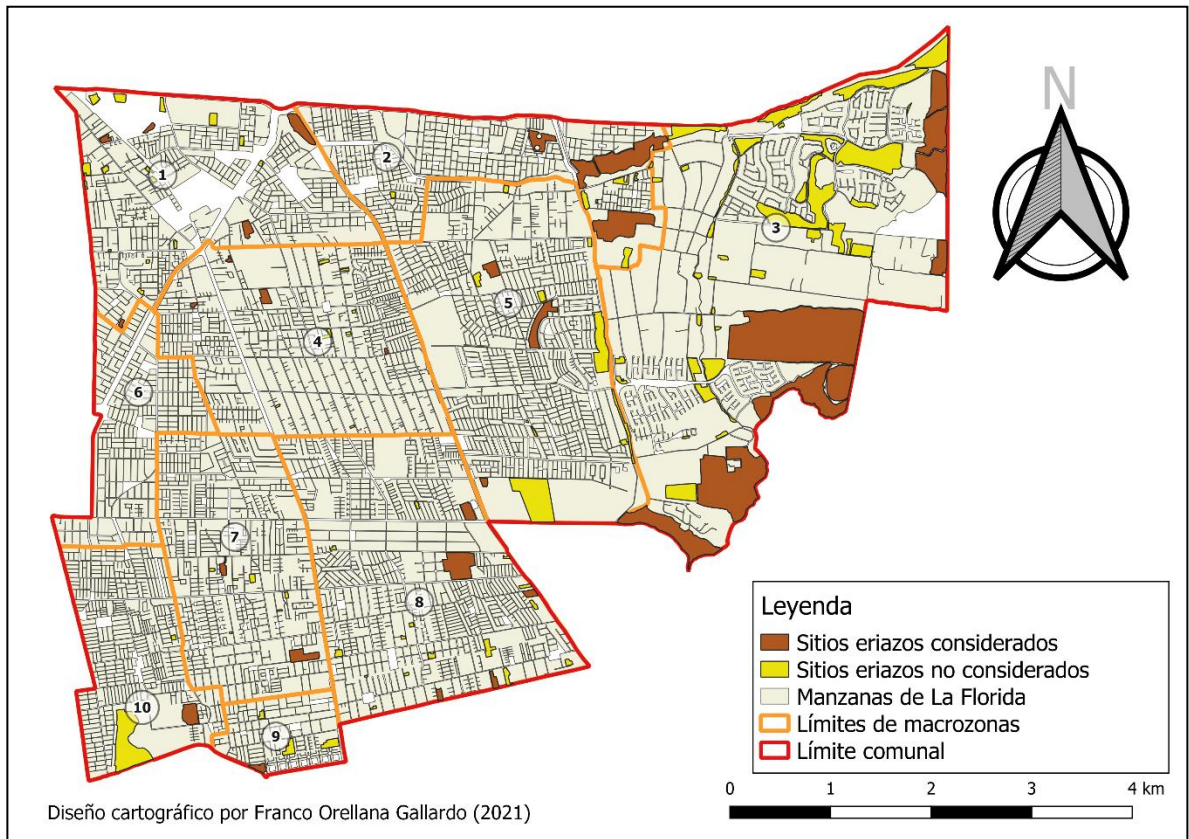 N
1
2
3
4
5
6
7
8
9
10
Leyenda
Sitios eriazos considerados
Sitios eriazos no considerados
Manzanas de La Florida
Límites de macrozonas
Límite comunal
0 1 2 3 4 km
Diseño cartográfico por Franco Orellana Gallardo (2021)